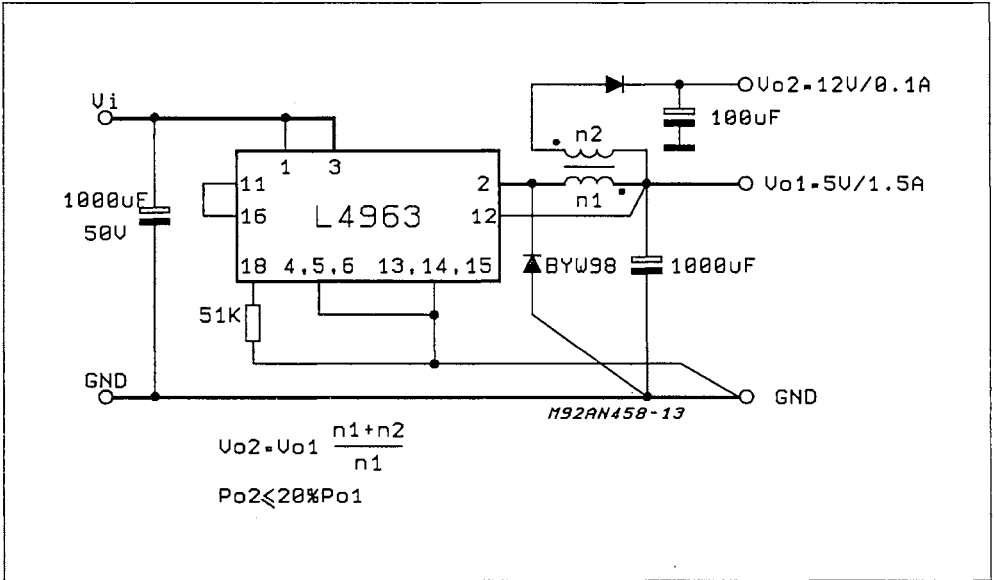 Vo2=12V/0.1A
Vi
100uF
n2
1 3
11
2
Vo1=5V/1.5A
n1
1000uF
50V
16
L4963
12
18 4,5,6 13,14,15
BYW98
1000uF
51K
GND
GND
M92AN458-13
Vo2=Vo1 n1+n2
n1
Po2≤20%Po1